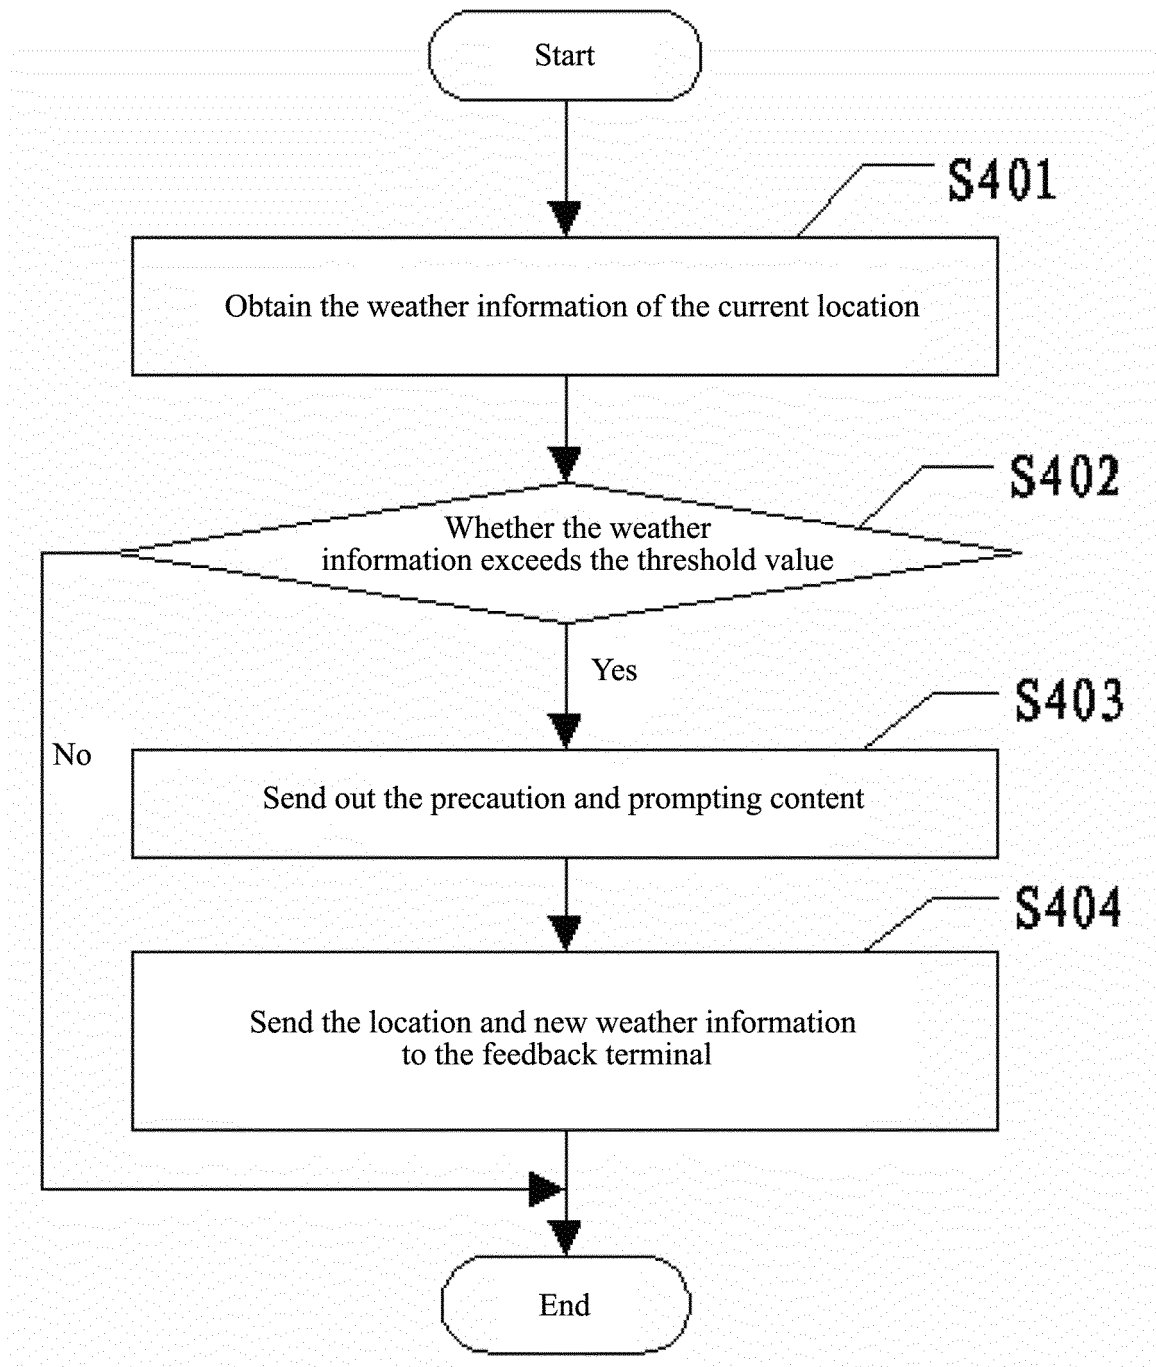 Start
S401
Obtain the weather information of the current location
S402
Whether the weather
information exceeds the threshold value
Yes
S403
No
Send out the precaution and prompting content
S404
Send the location and new weather information
to the feedback terminal
End